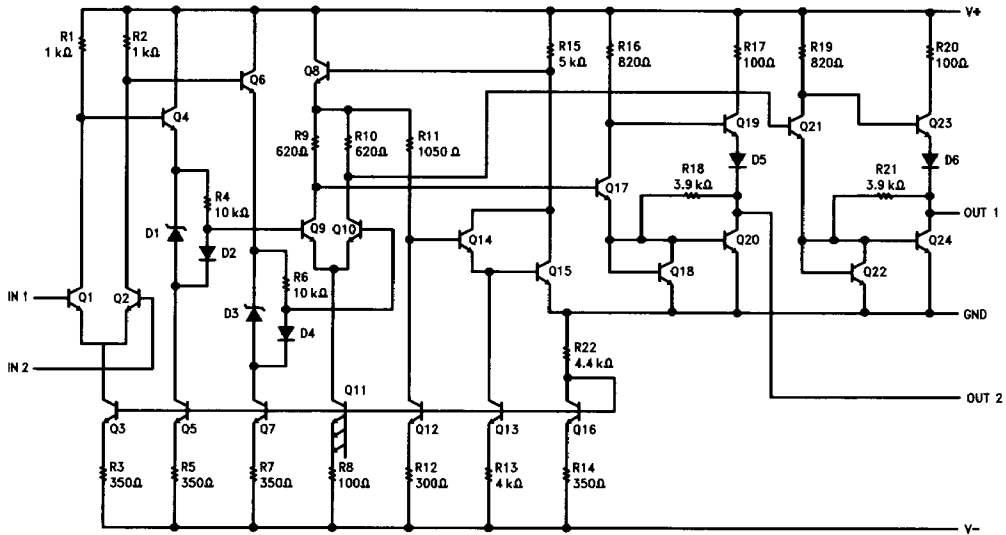 V+
R1
1 kΩ
R2
1 kΩ
R15
5 kΩ
R16
820Ω
R17
100Ω
R19
820Ω
R20
100Ω
Q6
Q8
Q4
Q19
Q21
Q23
R9
620Ω
R10
620Ω
R11
1050 Ω
D5
D6
R18
3.9 kΩ
R21
3.9 kΩ
Q17
R4
10 kΩ
OUT 1
D1
D2
Q9
Q10
Q14
Q15
Q20
Q24
Q18
Q22
R6
10 kΩ
IN 1
Q1
Q2
D3
D4
GND
IN 2
R22
4.4 kΩ
Q11
OUT 2
Q3
Q5
Q7
Q12
Q13
Q16
R3
350Ω
R5
350Ω
R7
350Ω
R8
100Ω
R12
300Ω
R13
4 kΩ
R14
350Ω
V-